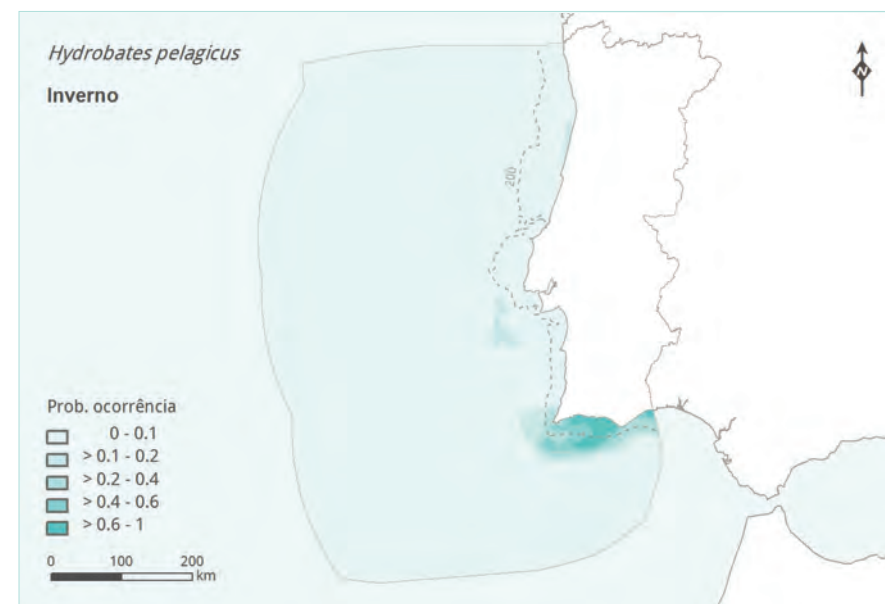 Hydrobates pelagicus
Inverno
N
200
Prob. ocorrência
0 - 0.1
> 0.1 - 0.2
> 0.2 - 0.4
> 0.4 - 0.6
> 0.6 - 1
0 100 200
km